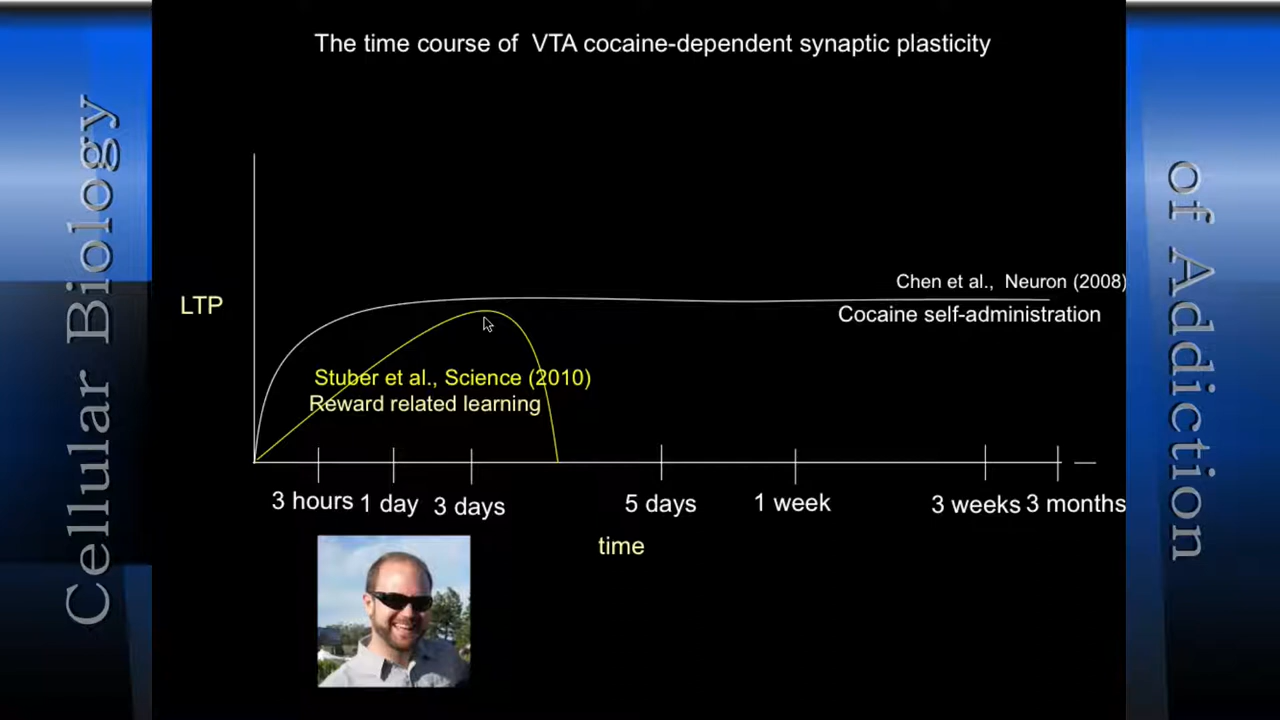 Cellular Biology
The time course of VTA cocaine-dependent synaptic plasticity
LTP
Chen et al., Neuron (2008)
Cocaine self-administration
Stuber et al., Science (2010)
Reward related learning
3 hours 1 day 3 days 5 days 1 week 3 weeks 3 months
time
of Addiction